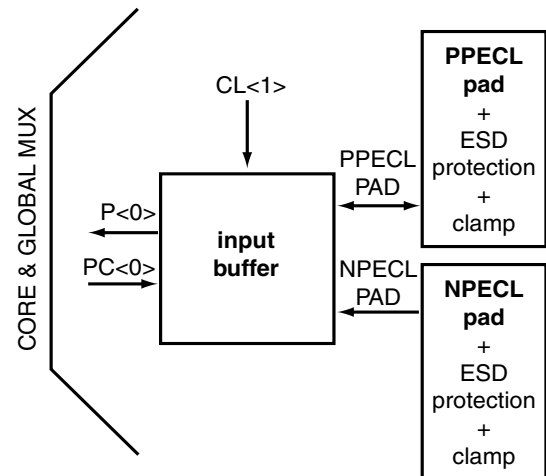 CORE & GLOBAL MUX
CL<1>
P<0>
PC<0>
input
buffer
PPECL
PAD
NPECL
PAD
PPECL
pad
+
ESD
protection
+
clamp
NPECL
pad
+
ESD
protection
+
clamp